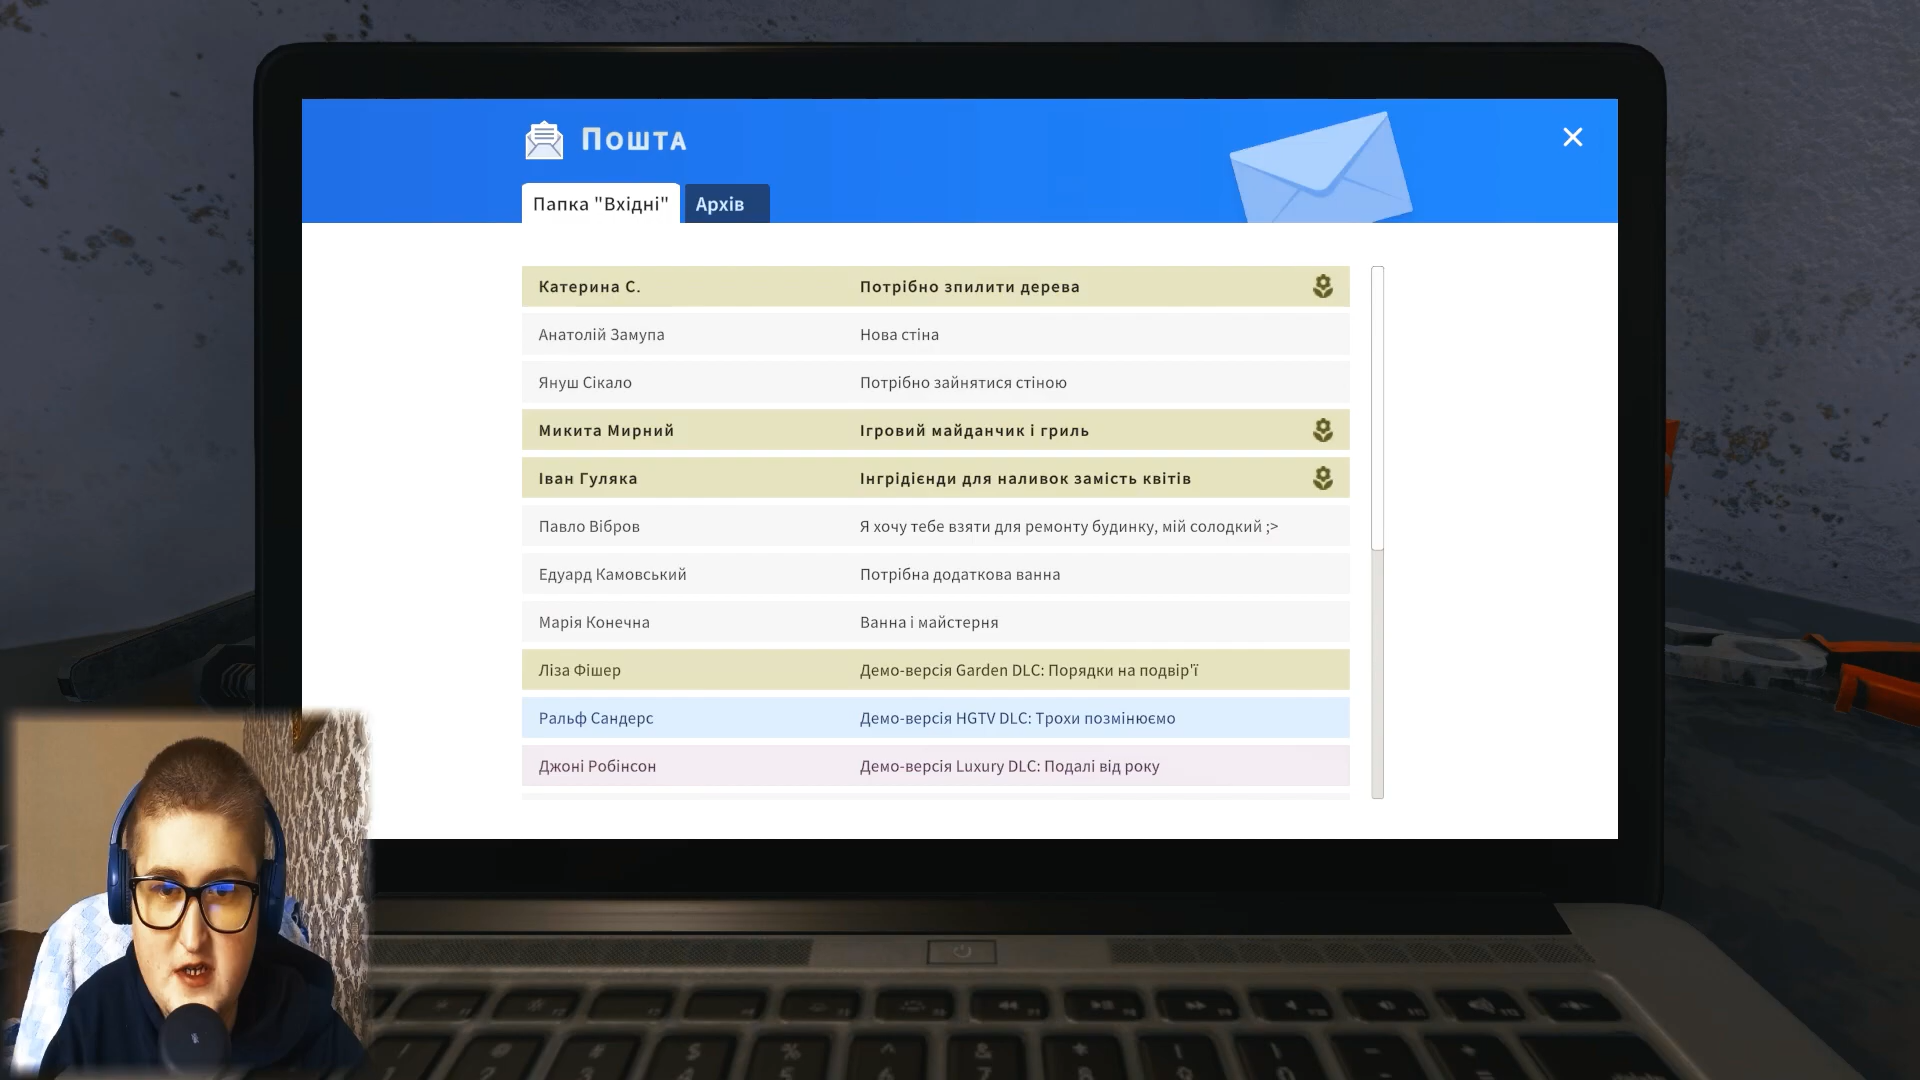 Пошта
Папка "Вхідні" Архів
Катерина С. Потрібно зпилити дерева
Анатолій Замупа Нова стіна
Януш Сікало Потрібно зайнятися стіною
Микита Мирний Ігровий майданчик і гриль
Іван Гуляка Інгрідієнди для наливок замість квітів
Павло Вібров Я хочу тебе взяти для ремонту будинку, мій солодкий ;>
Едуард Камовський Потрібна додаткова ванна
Марія Конечна Ванна і майстерня
Ліза Фішер Демо-версія Garden DLC: Порядки на подвір'ї
Ральф Сандерс Демо-версія HGTV DLC: Трохи позмінюємо
Джоні Робінсон Демо-версія Luxury DLC: Подалі від року